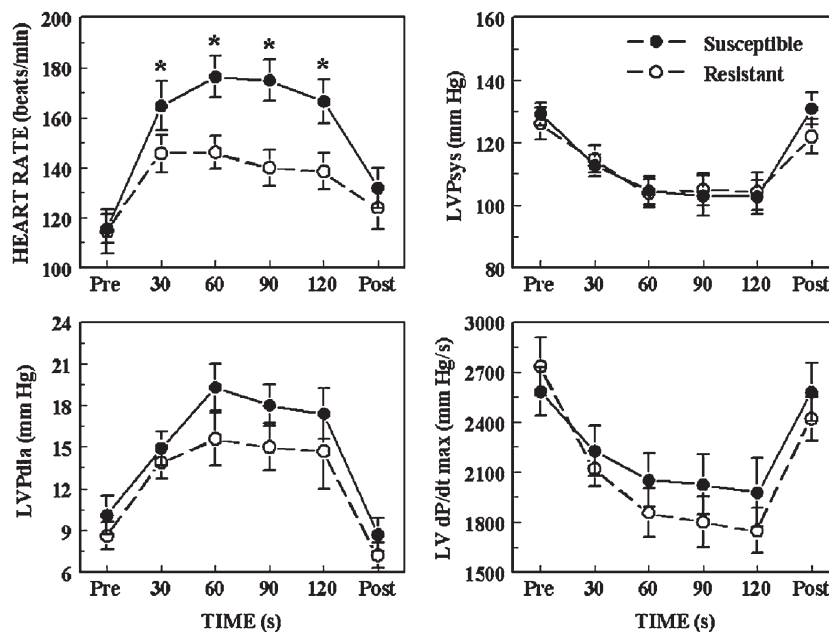 HEART RATE (beats/min)
200
180
160
140
120
100
* * * *
Pre 30 60 90 120 Post
LVPsys (mm Hg)
160
140
120
100
80
Susceptible
Resistant
Pre 30 60 90 120 Post
LVPdia (mm Hg)
24
21
18
15
12
9
6
Pre 30 60 90 120 Post
TIME (s)
LV dP/dt max (mm Hg/s)
3000
2700
2400
2100
1800
1500
Pre 30 60 90 120 Post
TIME (s)